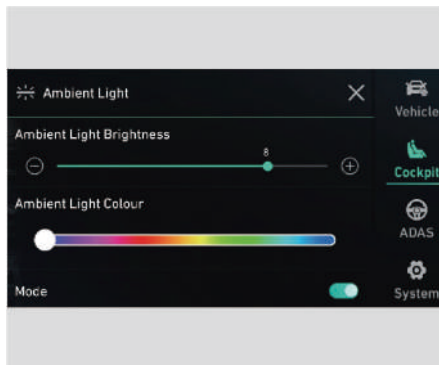 Ambient Light
Vehicle
Ambient Light Brightness
8
Cockpit
Ambient Light Colour
ADAS
Mode
System